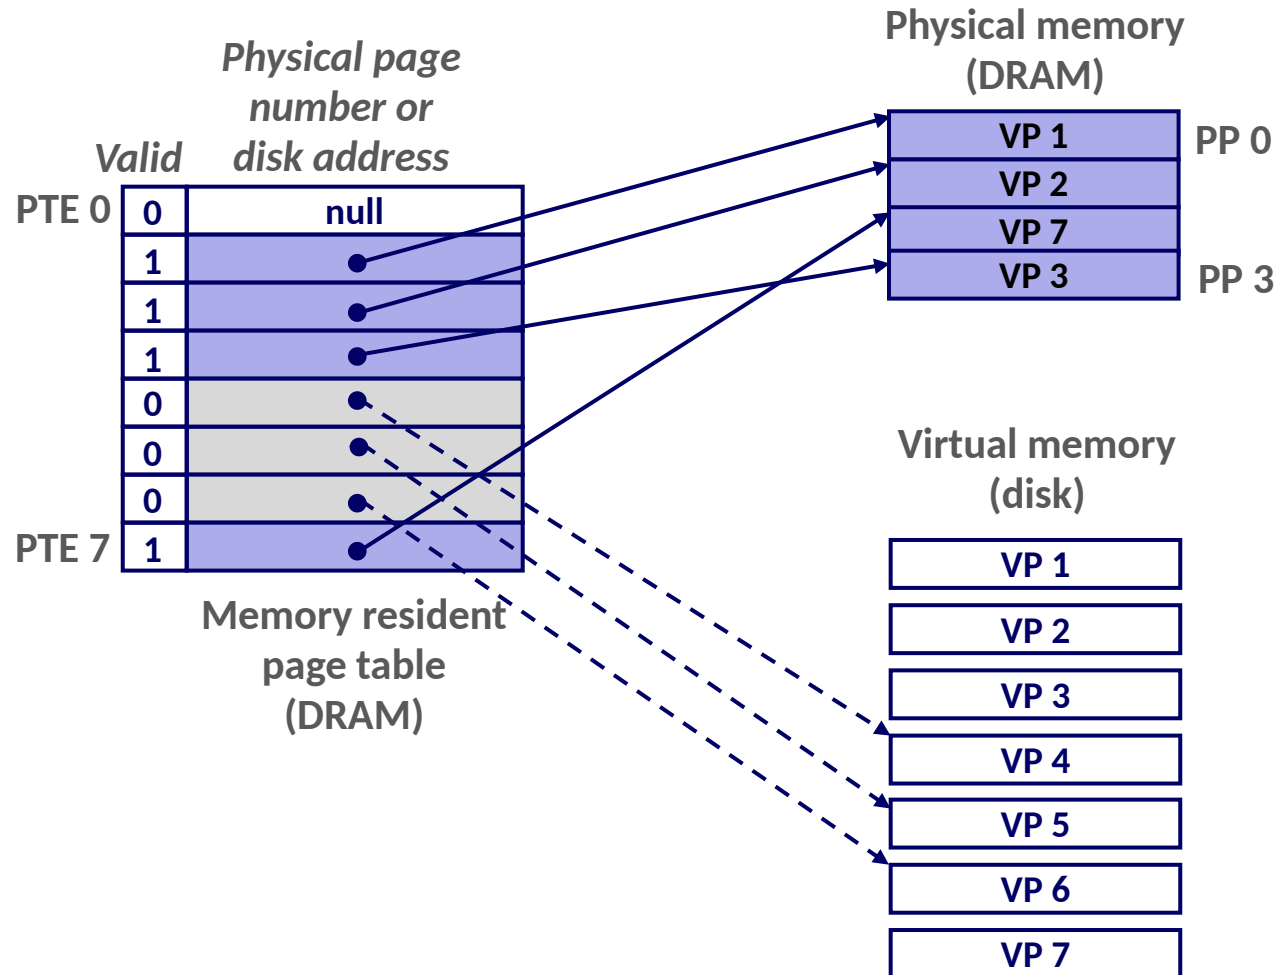 Physical page
number or
disk address
Valid
PTE 0
0
null
1
1
1
0
0
0
PTE 7
1
Memory resident
page table
(DRAM)
Physical memory
(DRAM)
VP 1
PP 0
VP 2
VP 7
VP 3
PP 3
Virtual memory
(disk)
VP 1
VP 2
VP 3
VP 4
VP 5
VP 6
VP 7